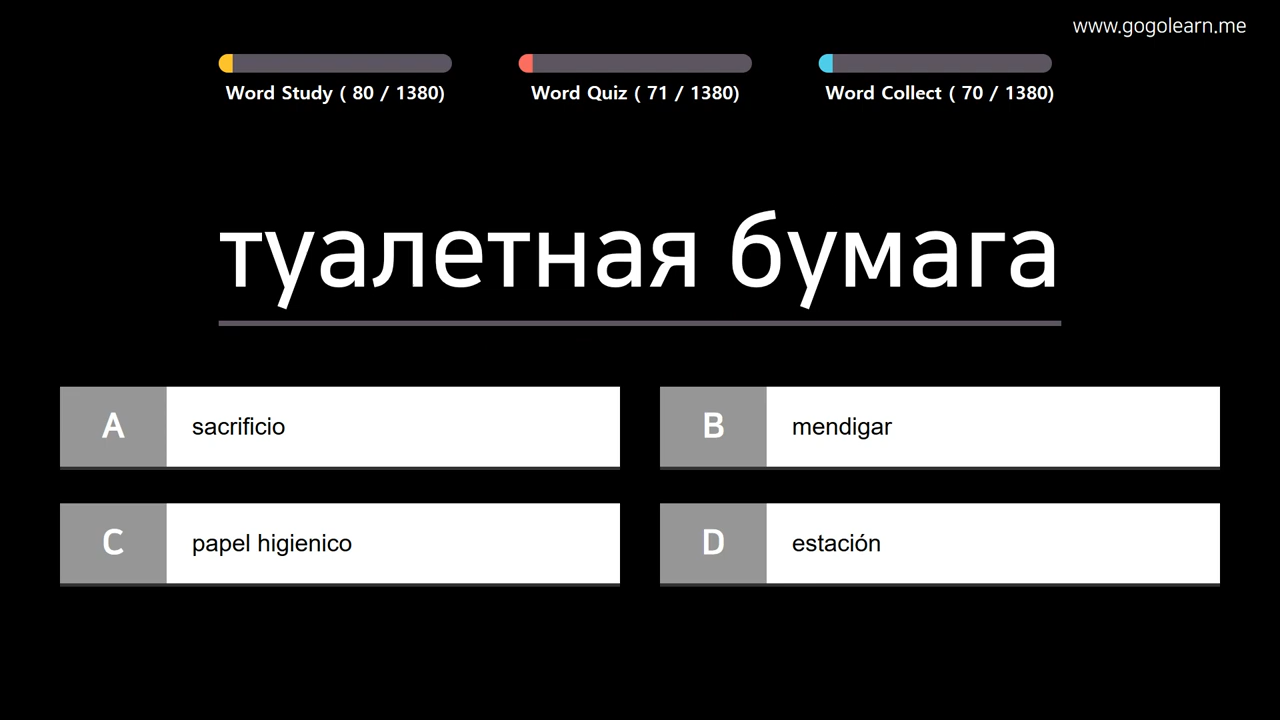 www.gogolearn.me
Word Study ( 80 / 1380)
Word Quiz ( 71 / 1380)
Word Collect ( 70 / 1380)
туалетная бумага
A sacrificio
B mendigar
C papel higienico
D estación